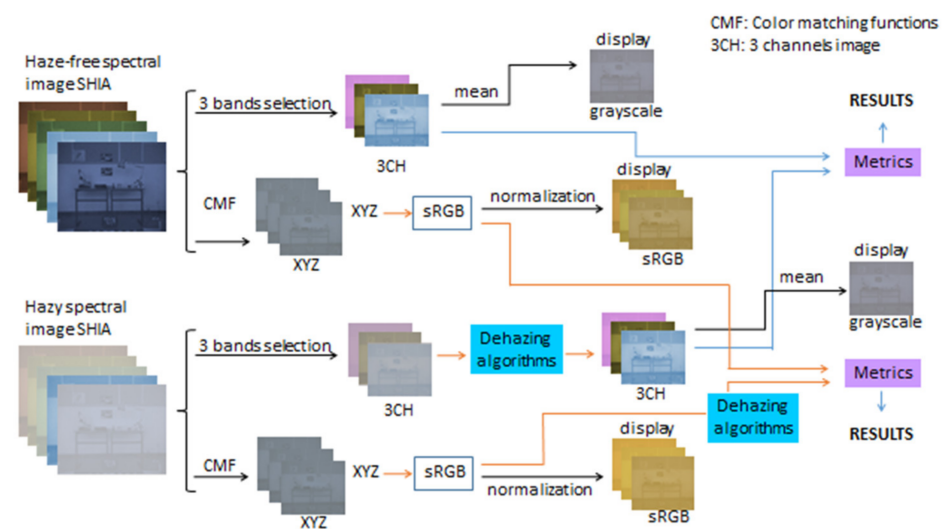 CMF: Color matching functions
3CH: 3 channels image
Haze-free spectral
image SHIA
3 bands selection
3CH
mean
display
grayscale
RESULTS
Metrics
CMF
XYZ
XYZ
sRGB
normalization
display
sRGB
Hazy spectral
image SHIA
3 bands selection
3CH
Dehazing
algorithms
3CH
mean
display
grayscale
Metrics
RESULTS
Dehazing
algorithms
CMF
XYZ
XYZ
sRGB
normalization
display
sRGB